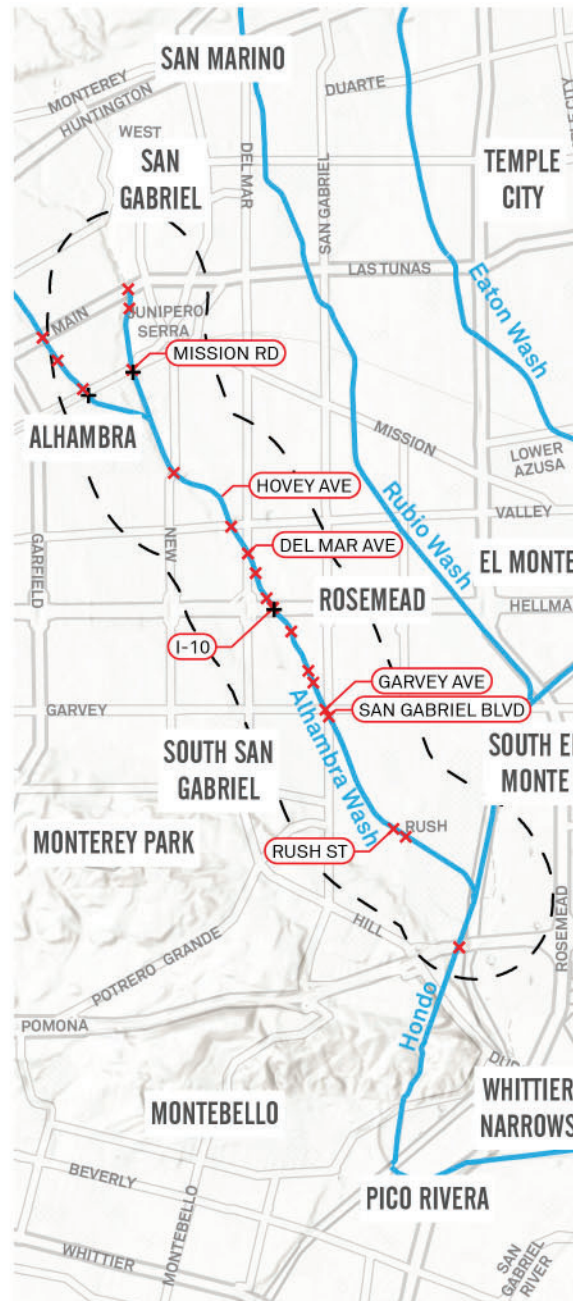 SAN MARINO
MONTEREY
HUNTINGTON
DUARTE
WEST
SAN
GABRIEL
DEL MAR
SAN GABRIEL
TEMPLE
CITY
LAS TUNAS
Eaton Wash
MAIN
JUNIPERO
SERRA
MISSION RD
MISSION
ALHAMBRA
LOWER
AZUSA
HOVEY AVE
VALLEY
GARFIELD
NEW
DEL MAR AVE
Rubio Wash
EL MONTE
ROSEMEAD
HELLMA
I-10
GARVEY AVE
GARVEY
SAN GABRIEL BLVD
Alhambra Wash
SOUTH SAN
GABRIEL
SOUTH EL
MONTE
MONTEREY PARK
RUSH
RUSH ST
HILL
ROSEMEAD
POTRERO GRANDE
POMONA
Hondo
MONTEBELLO
WHITTIER
NARROWS
BEVERLY
MONTEBELLO
PICO RIVERA
WHITTIER
SAN
GABRIEL
RIVER